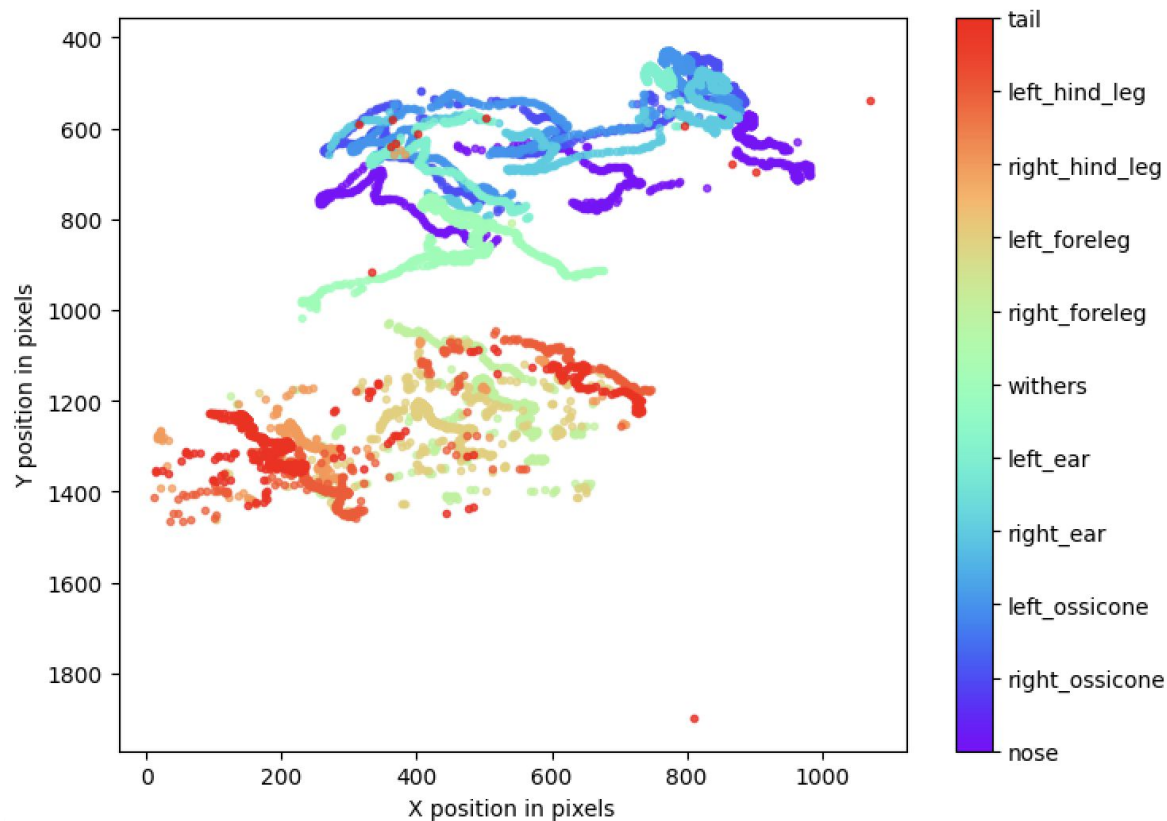 400
600
800
1000
1200
1400
1600
1800
Y position in pixels
0 200 400 600 800 1000
X position in pixels
tail
left_hind_leg
right_hind_leg
left_foreleg
right_foreleg
withers
left_ear
right_ear
left_ossicone
right_ossicone
nose